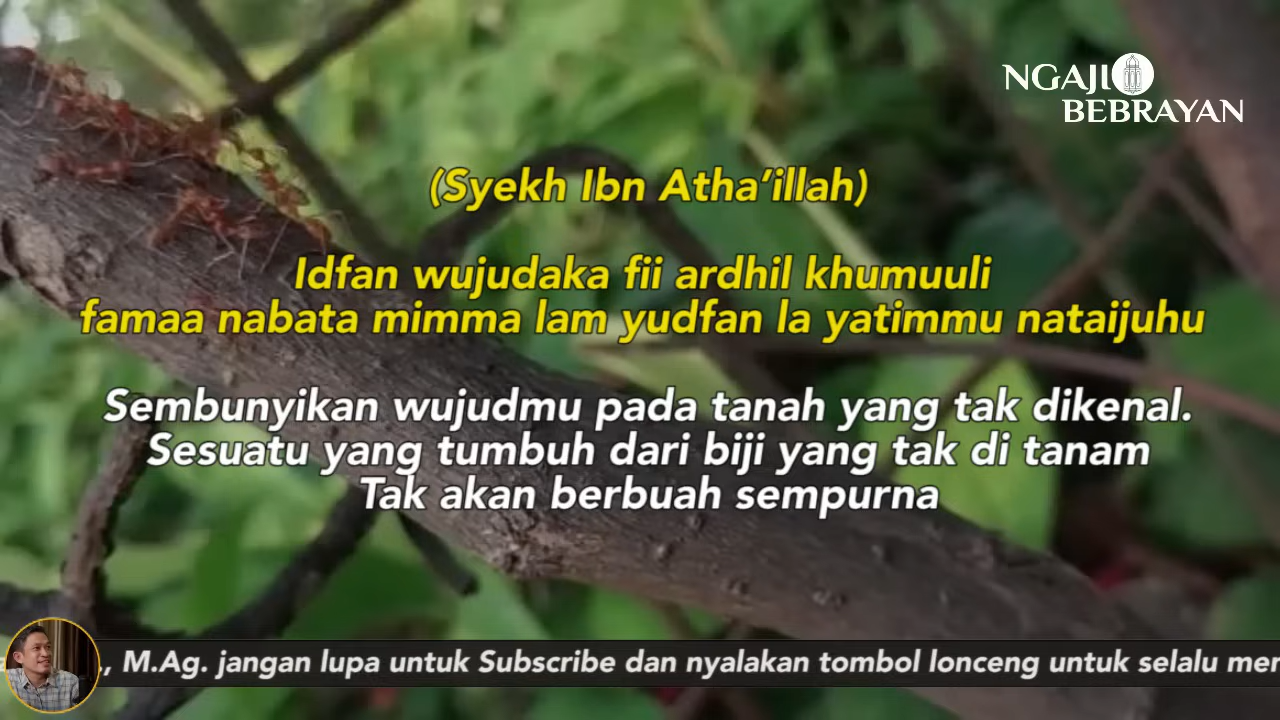 NGAJI
BEBRAYAN
(Syekh Ibn Atha’illah)
Idfan wujudaka fii ardhil khumuuli
famaa nabata mimma lam yudfan la yatimmu nataijuhu
Sembunyikan wujudmu pada tanah yang tak dikenal.
Sesuatu yang tumbuh dari biji yang tak di tanam
Tak akan berbuah sempurna
, M.Ag. jangan lupa untuk Subscribe dan nyalakan tombol lonceng untuk selalu